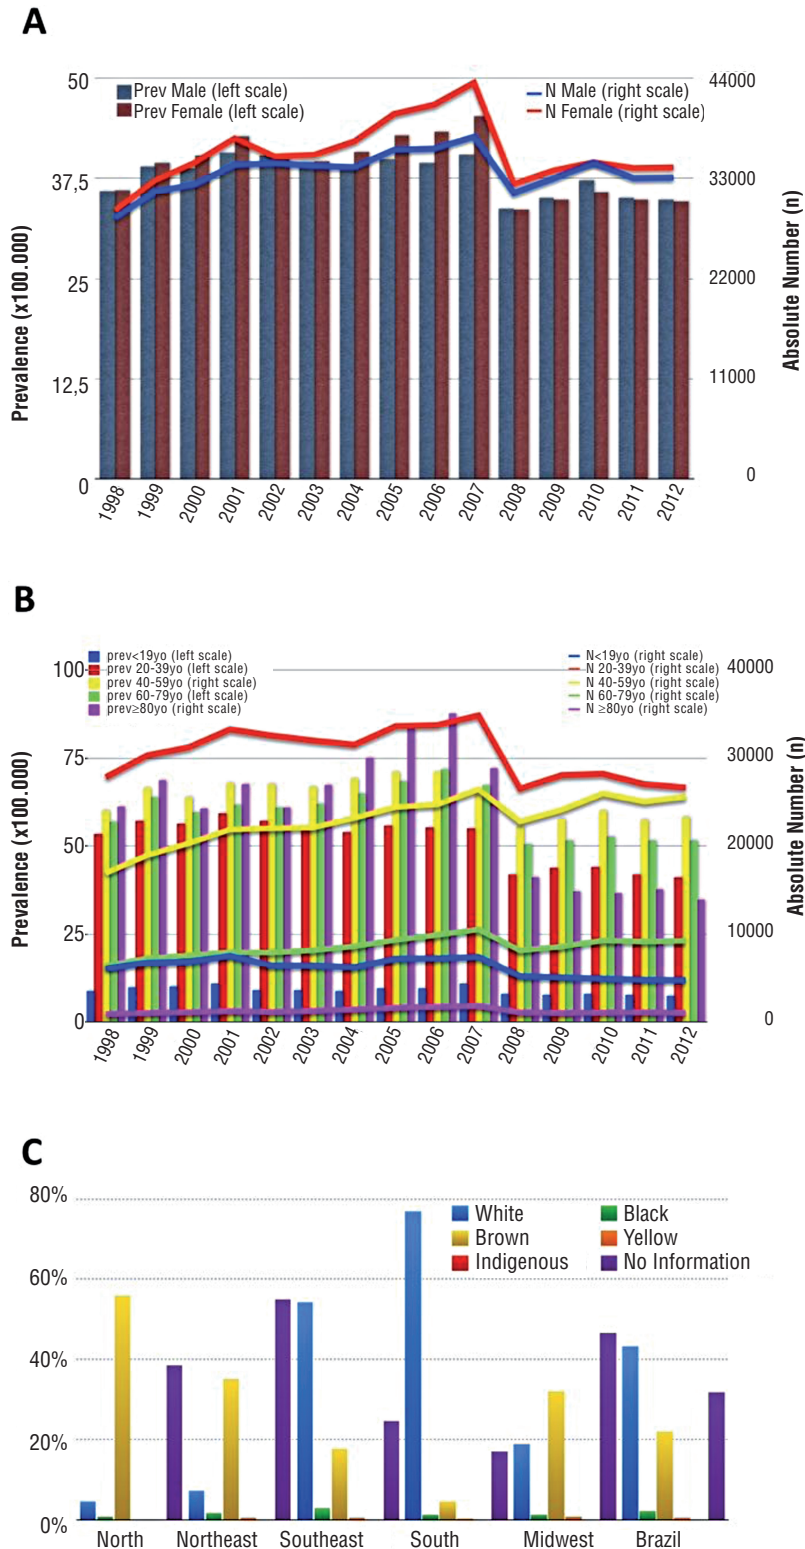 A
50
Prev Male (left scale)
Prev Female (left scale)
N Male (right scale)
N Female (right scale)
44000
37,5
33000
25
22000
12,5
11000
0
0
Prevalence (x100.000)
Absolute Number (n)
1998 1999 2000 2001 2002 2003 2004 2005 2006 2007 2008 2009 2010 2011 2012
B
prev<19yo (left scale)
prev 20-39yo (left scale)
prev 40-59yo (right scale)
prev 60-79yo (left scale)
prev≥80yo (right scale)
N<19yo (right scale)
N 20-39yo (right scale)
N 40-59yo (right scale)
N 60-79yo (right scale)
N ≥80yo (right scale)
100
40000
75
30000
50
20000
25
10000
0
0
Prevalence (x100.000)
Absolute Number (n)
1998 1999 2000 2001 2002 2003 2004 2005 2006 2007 2008 2009 2010 2011 2012
C
80%
White
Black
Brown
Yellow
Indigenous
No Information
60%
40%
20%
0%
North Northeast Southeast South Midwest Brazil